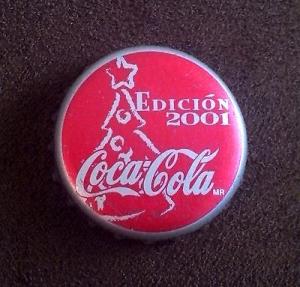 EDICIÓN
2001
Coca-Cola
MR